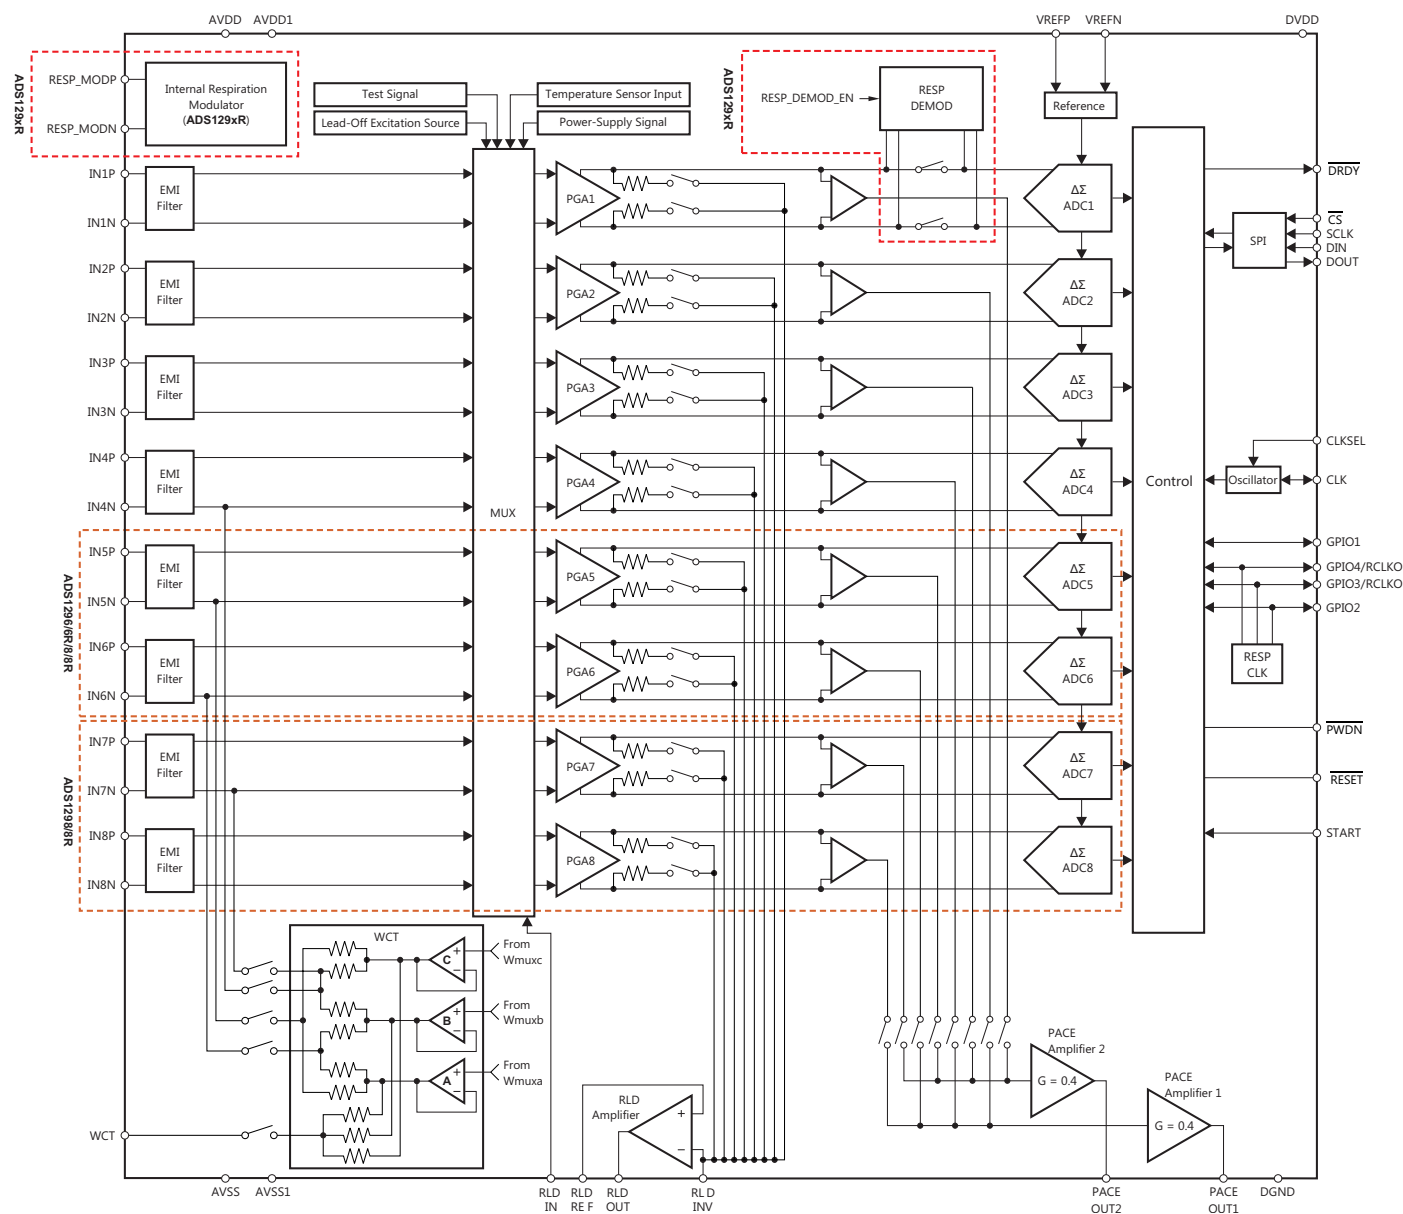 AVDD AVDD1 VREFP VREFN DVDD
ADS129xR
RESP_MODP
RESP_MODN
Internal Respiration
Modulator
(ADS129xR)
Test Signal
Lead-Off Excitation Source
Temperature Sensor Input
Power-Supply Signal
ADS129xR
RESP_DEMOD_EN
RESP
DEMOD
Reference
IN1P
IN1N
EMI
Filter
PGA1
ΔΣ
ADC1
IN2P
IN2N
EMI
Filter
PGA2
ΔΣ
ADC2
IN3P
IN3N
EMI
Filter
PGA3
ΔΣ
ADC3
IN4P
IN4N
EMI
Filter
PGA4
ΔΣ
ADC4
MUX
Control
DRDY
SPI
CS
SCLK
DIN
DOUT
CLKSEL
Oscillator
CLK
ADS1296/6R/8/8R
IN5P
IN5N
EMI
Filter
PGA5
ΔΣ
ADC5
IN6P
IN6N
EMI
Filter
PGA6
ΔΣ
ADC6
GPIO1
GPIO4/RCLKO
GPIO3/RCLKO
GPIO2
RESP
CLK
ADS1298/8R
IN7P
IN7N
EMI
Filter
PGA7
ΔΣ
ADC7
IN8P
IN8N
EMI
Filter
PGA8
ΔΣ
ADC8
PWDN
RESET
START
WCT
C
+
−
From
Wmuxc
B
+
−
From
Wmuxb
A
+
−
From
Wmuxa
WCT
RLD
Amplifier
+
−
PACE
Amplifier 2
G = 0.4
PACE
Amplifier 1
G = 0.4
AVSS AVSS1
RLD
IN
RLD
RE F
RLD
OUT
RL D
INV
PACE
OUT2
PACE
OUT1
DGND